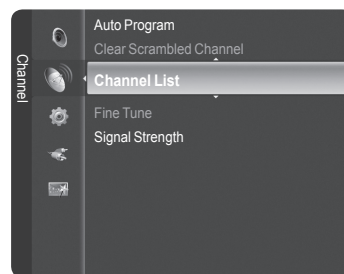 Channel
Auto Program
Clear Scrambled Channel
Channel List
Fine Tune
Signal Strength